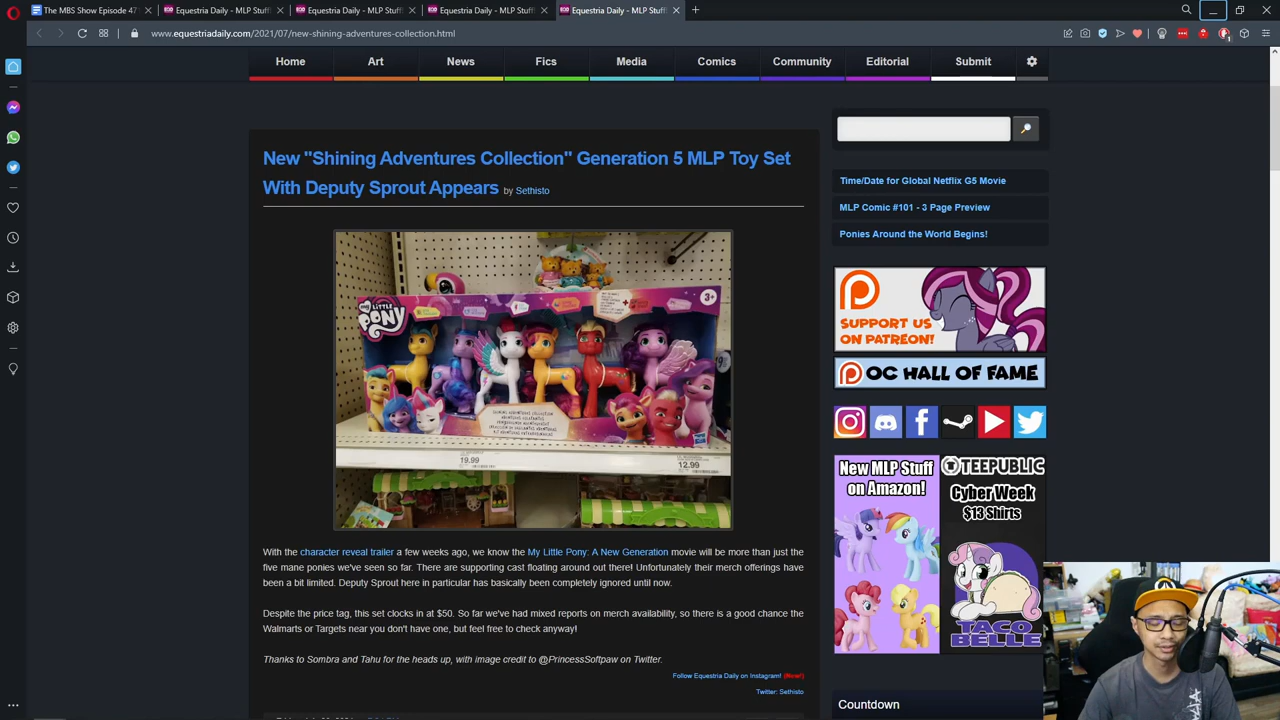 The MBS Show Episode 47
Equestria Daily - MLP Stuff!
Equestria Daily - MLP Stuff!
Equestria Daily - MLP Stuff!
Equestria Daily - MLP Stuff!
www.equestriadaily.com/2021/07/new-shining-adventures-collection.html
Home
Art
News
Fics
Media
Comics
Community
Editorial
Submit
New "Shining Adventures Collection" Generation 5 MLP Toy Set
With Deputy Sprout Appears by Sethisto
my LITTLE
PONY
3+
19.99
12.99
With the character reveal trailer a few weeks ago, we know the My Little Pony: A New Generation movie will be more than just the
five mane ponies we've seen so far. There are supporting cast floating around out there! Unfortunately their merch offerings have
been a bit limited. Deputy Sprout here in particular has basically been completely ignored until now.
Despite the price tag, this set clocks in at $50. So far we've had mixed reports on merch availability, so there is a good chance the
Walmarts or Targets near you don't have one, but feel free to check anyway!
Thanks to Sombra and Tahu for the heads up, with image credit to @PrincessSoftpaw on Twitter.
Follow Equestria Daily on Instagram! (New!)
Twitter: Sethisto
Time/Date for Global Netflix G5 Movie
MLP Comic #101 - 3 Page Preview
Ponies Around the World Begins!
SUPPORT US
ON PATREON!
OC HALL OF FAME
New MLP Stuff
on Amazon!
TEEPUBLIC
Cyber Week
$13 Shirts
TACO
BELLE
Countdown